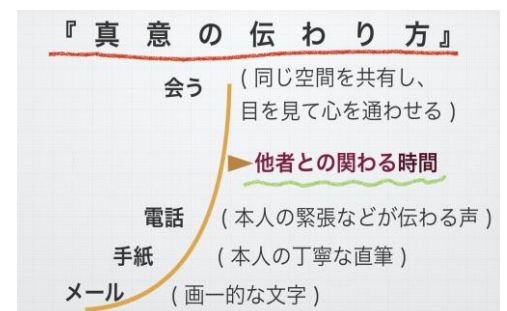 『真意の伝わり方』
会う (同じ空間を共有し、
目を見て心を通わせる)
他者との関わる時間
電話 (本人の緊張などが伝わる声)
手紙 (本人の丁寧な直筆)
メール (画一的な文字)